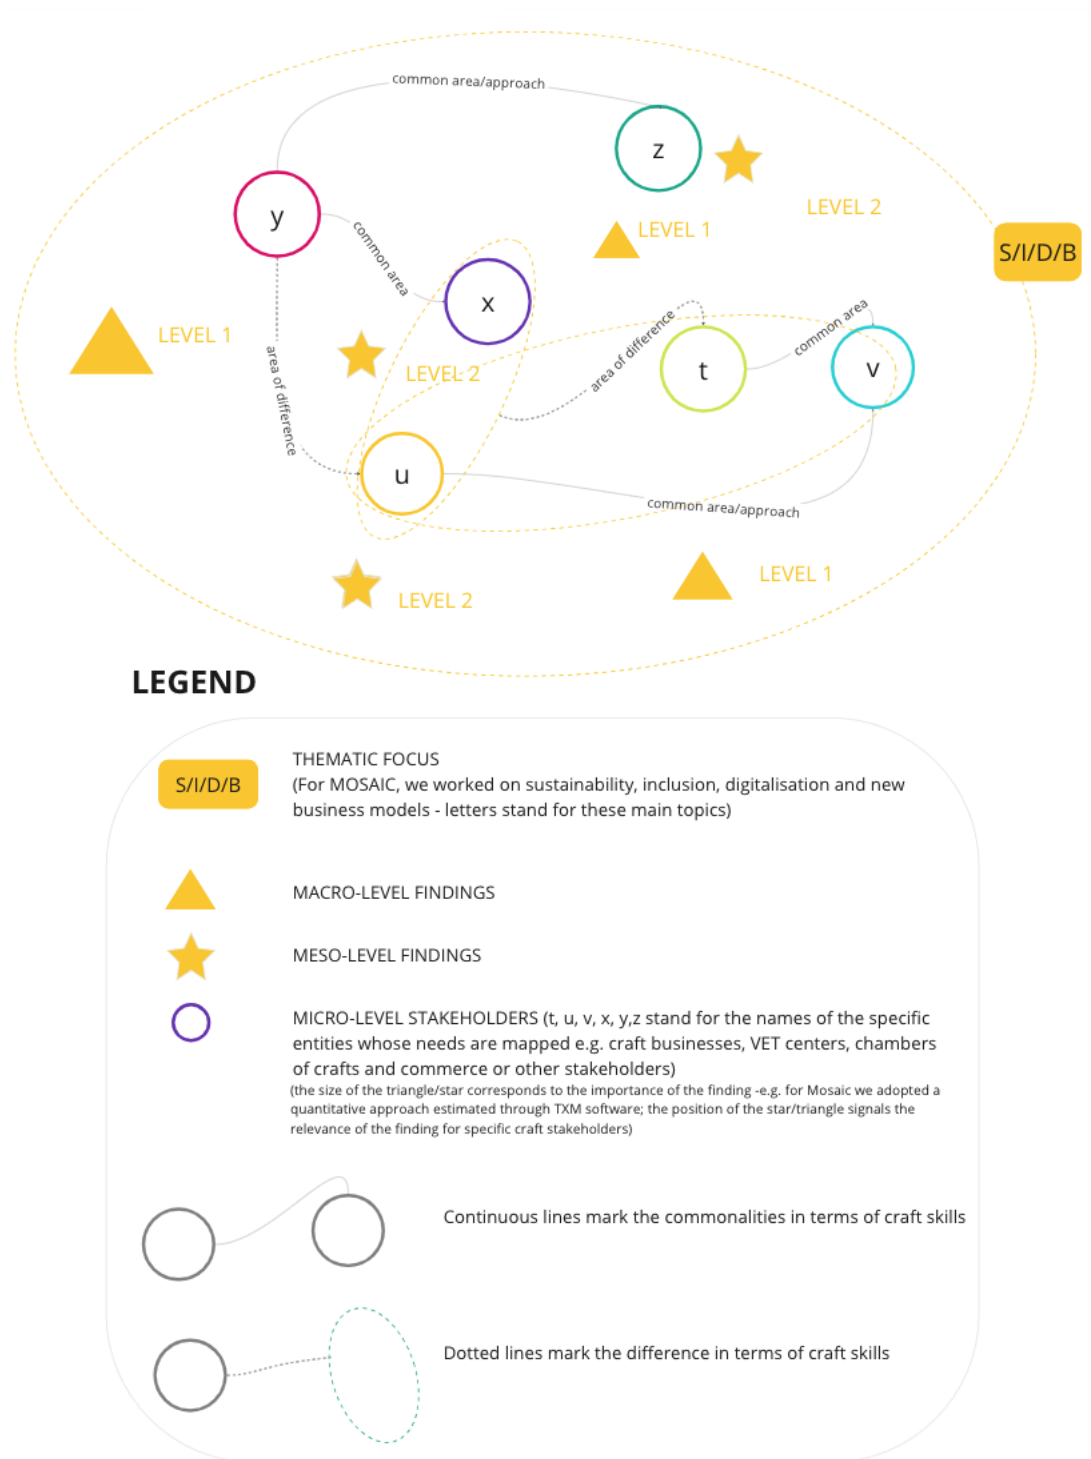 common area/approach
z
y
LEVEL 2
LEVEL 1
S/I/D/B
common area
x
LEVEL 1
area of difference
common area
LEVEL 2
t
v
area of difference
u
common area/approach
LEVEL 1
LEVEL 2
LEGEND
S/I/D/B
THEMATIC FOCUS
(For MOSAIC, we worked on sustainability, inclusion, digitalisation and new
business models - letters stand for these main topics)
MACRO-LEVEL FINDINGS
MESO-LEVEL FINDINGS
MICRO-LEVEL STAKEHOLDERS (t, u, v, x, y,z stand for the names of the specific
entities whose needs are mapped e.g. craft businesses, VET centers, chambers
of crafts and commerce or other stakeholders)
(the size of the triangle/star corresponds to the importance of the finding -e.g. for Mosaic we adopted a
quantitative approach estimated through TXM software; the position of the star/triangle signals the
relevance of the finding for specific craft stakeholders)
Continuous lines mark the commonalities in terms of craft skills
Dotted lines mark the difference in terms of craft skills